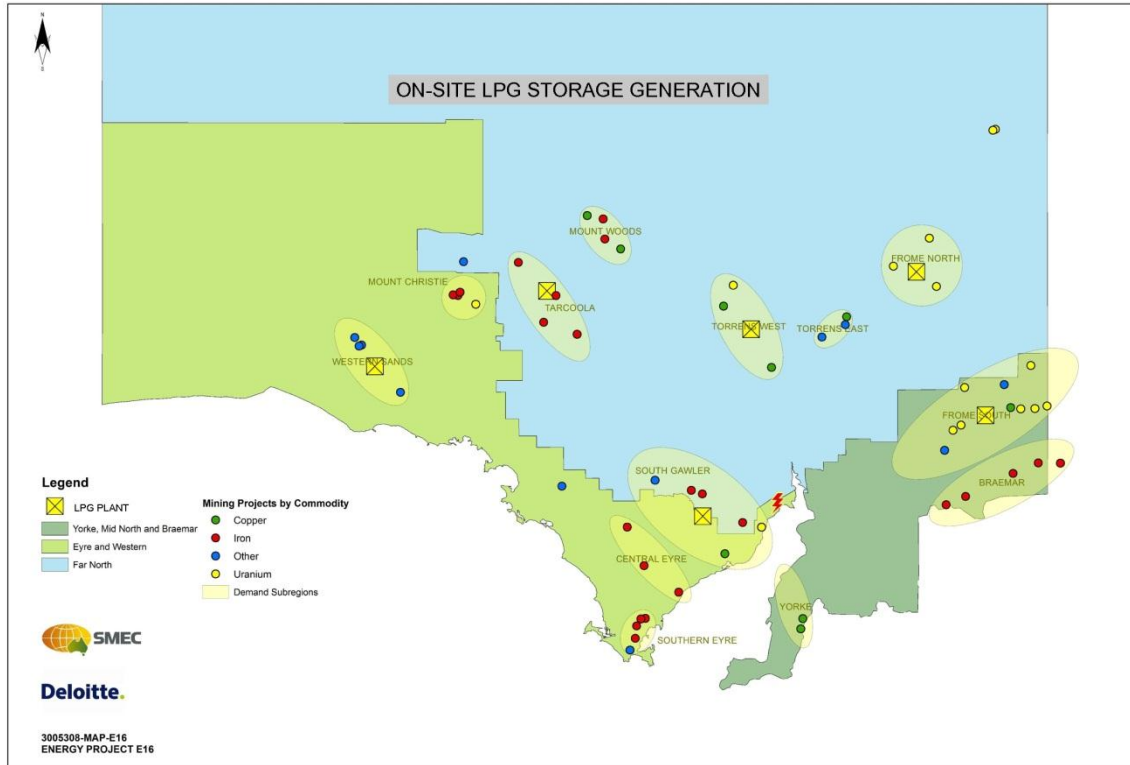 N
S
ON-SITE LPG STORAGE GENERATION
MOUNT WOODS
FROME NORTH
MOUNT CHRISTIE
TARCOOLA
TORRENS WEST
TORRENS EAST
WESTERN SANDS
FROME SOUTH
SOUTH GAWLER
BRAEMAR
CENTRAL EYRE
YORKE
SOUTHERN EYRE
Legend
LPG PLANT
Yorke, Mid North and Braemar
Eyre and Western
Far North
Mining Projects by Commodity
Copper
Iron
Other
Uranium
Demand Subregions
SMEC
Deloitte.
3005308-MAP-E16
ENERGY PROJECT E16